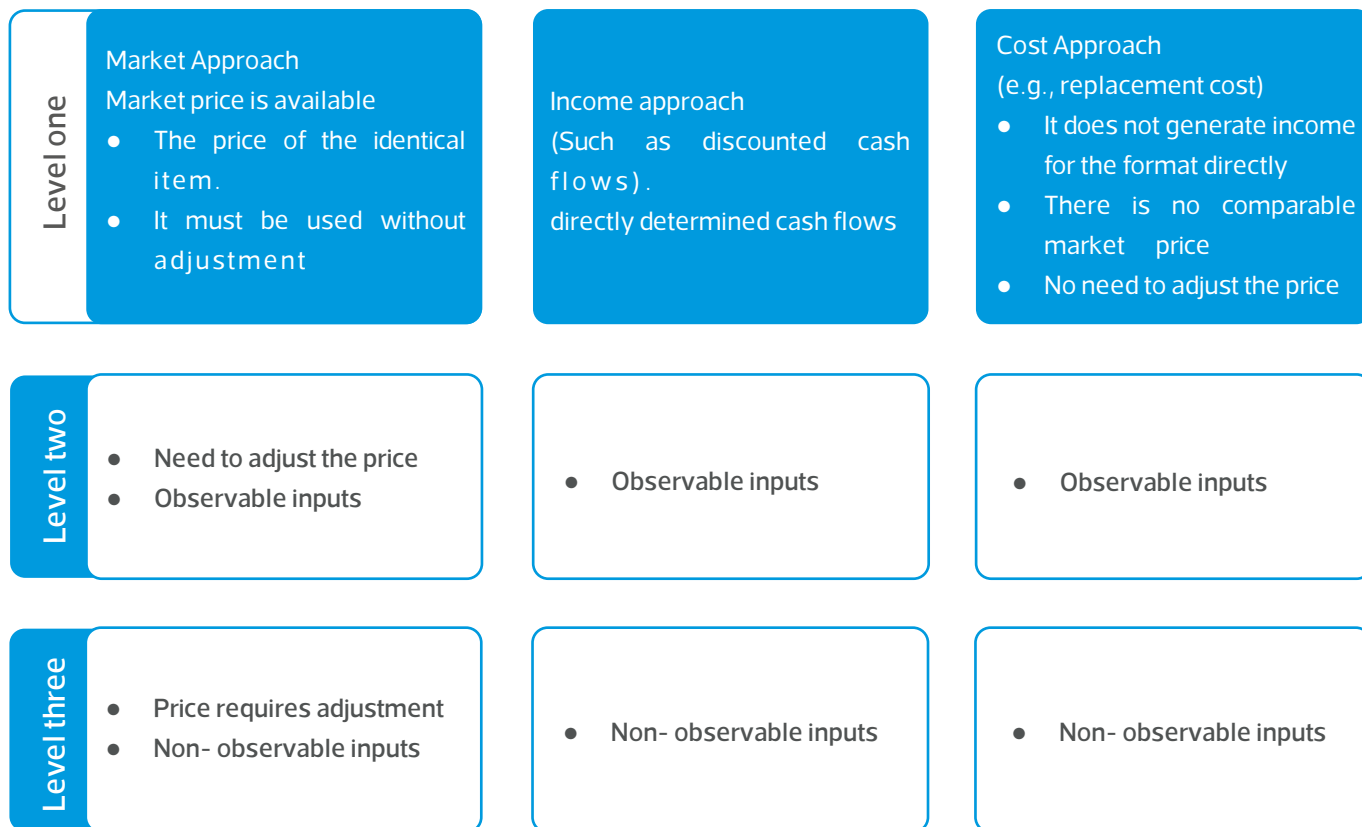 Level one
Market Approach
Market price is available
● The price of the identical
item.
● It must be used without
adjustment
Income approach
(Such as discounted cash
flows).
directly determined cash flows
Cost Approach
(e.g., replacement cost)
● It does not generate income
for the format directly
● There is no comparable
market price
● No need to adjust the price
Level two
● Need to adjust the price
● Observable inputs
● Observable inputs
● Observable inputs
Level three
● Price requires adjustment
● Non- observable inputs
● Non- observable inputs
● Non- observable inputs